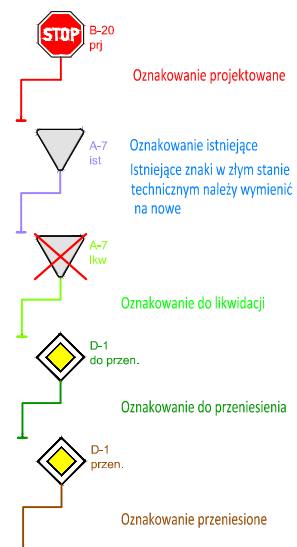 STOP
B-20
prj
Oznakowanie projektowane
A-7
ist
Oznakowanie istniejące
Istniejące znaki w złym stanie
technicznym należy wymienić
na nowe
A-7
lkw
Oznakowanie do likwidacji
D-1
do przen.
Oznakowanie do przeniesienia
D-1
przen.
Oznakowanie przeniesione